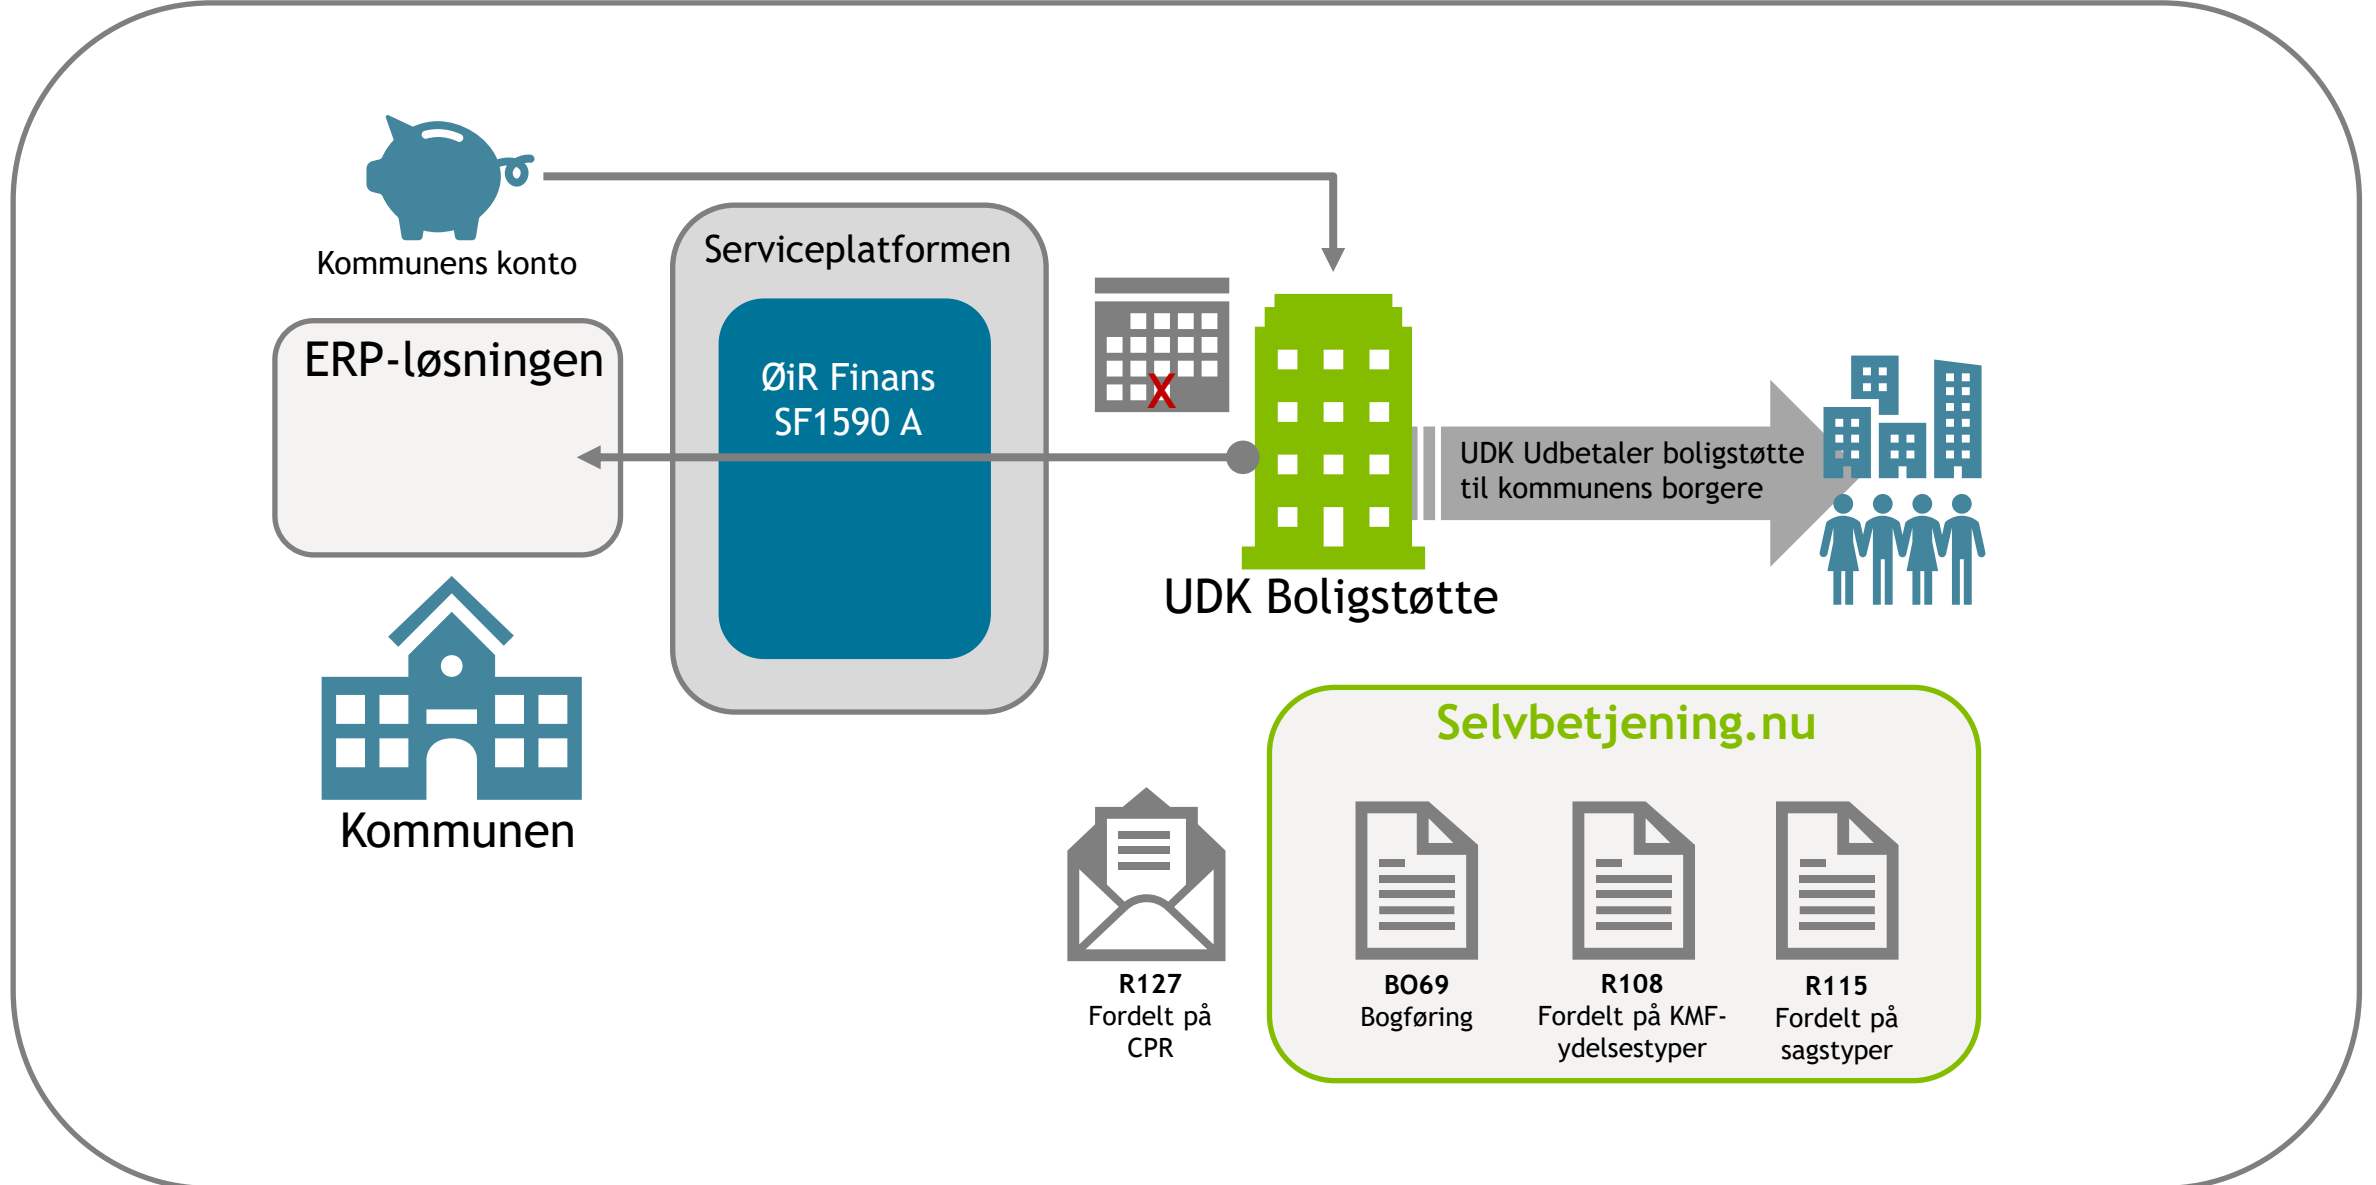 Kommunens konto
Serviceplatformen
ERP-løsningen
ØiR Finans
SF1590 A
X
UDK Udbetaler boligstøtte
til kommunens borgere
UDK Boligstøtte
Kommunen
Selvbetjening.nu
R127
Fordelt på
CPR
BO69
Bogføring
R108
Fordelt på KMF-
ydelsestyper
R115
Fordelt på
sagstyper